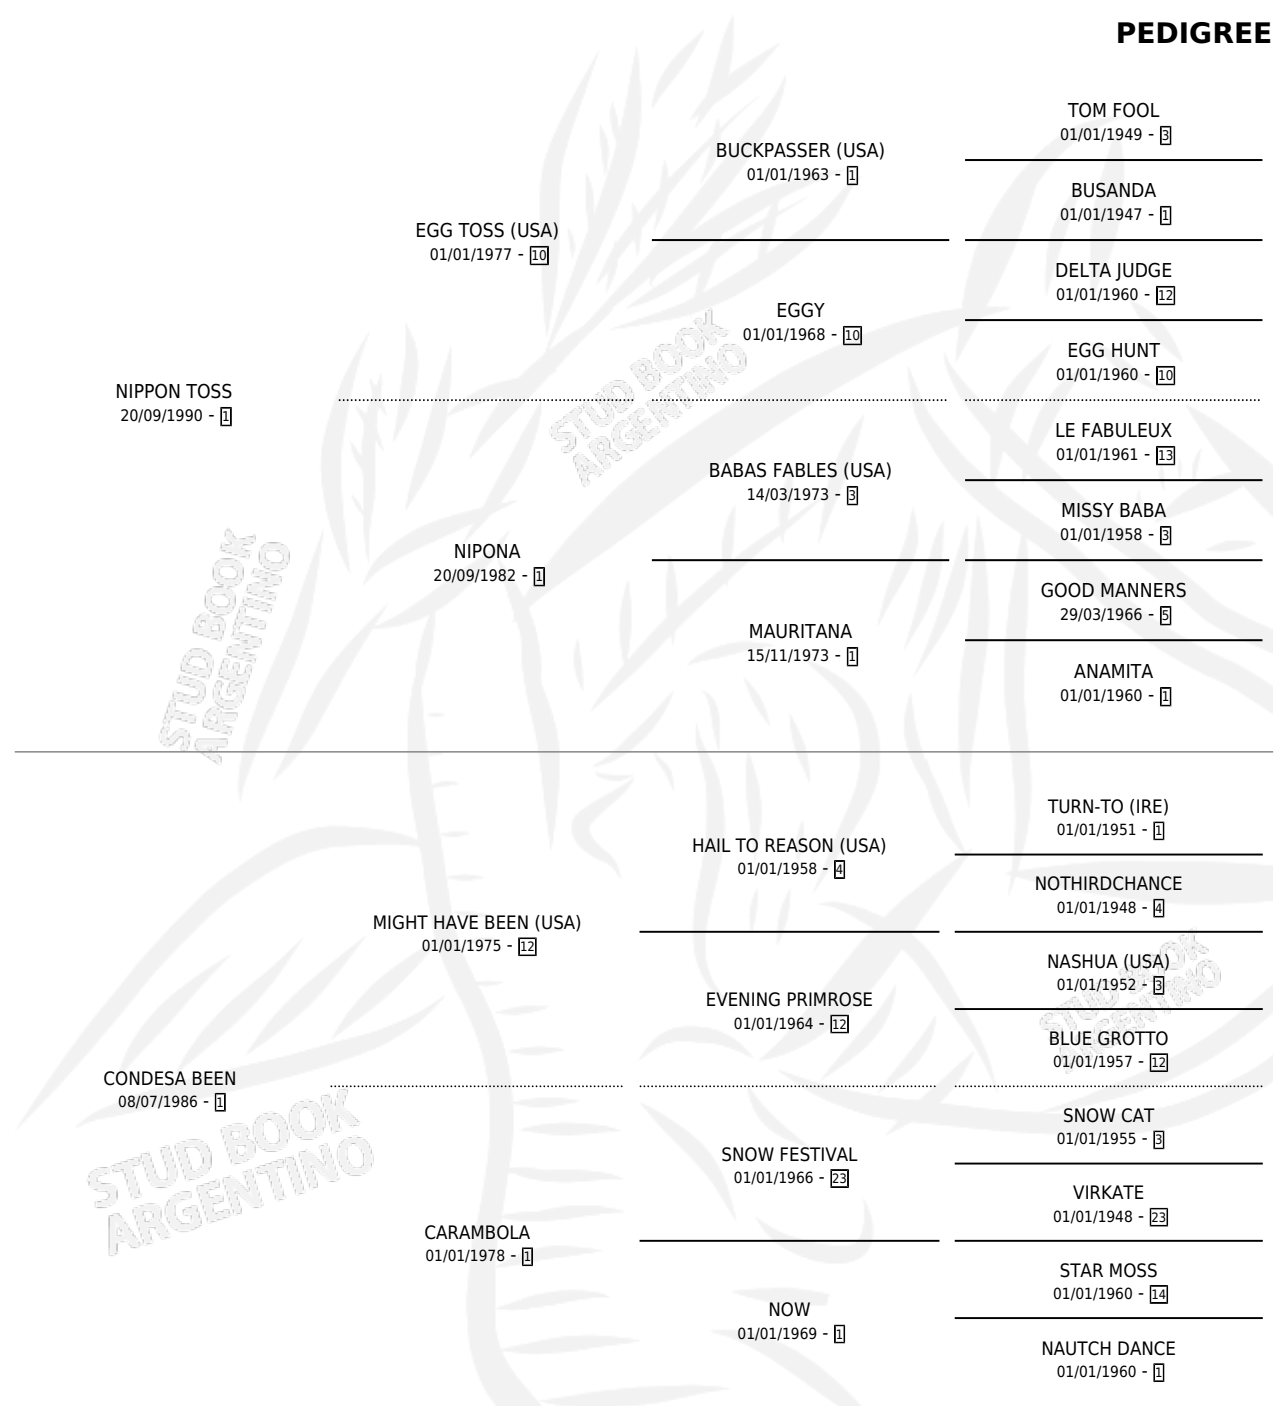 PEDIGREE
TOM FOOL
01/01/1949 - 3
BUCKPASSER (USA)
01/01/1963 - 1
BUSANDA
01/01/1947 - 1
EGG TOSS (USA)
01/01/1977 - 10
DELTA JUDGE
01/01/1960 - 12
EGGY
01/01/1968 - 10
EGG HUNT
01/01/1960 - 10
NIPPON TOSS
20/09/1990 - 1
LE FABULEUX
01/01/1961 - 13
BABAS FABLES (USA)
14/03/1973 - 3
MISSY BABA
01/01/1958 - 3
NIPONA
20/09/1982 - 1
GOOD MANNERS
29/03/1966 - 5
MAURITANA
15/11/1973 - 1
ANAMITA
01/01/1960 - 1
TURN-TO (IRE)
01/01/1951 - 1
HAIL TO REASON (USA)
01/01/1958 - 4
NOTHIRDCHANCE
01/01/1948 - 4
MIGHT HAVE BEEN (USA)
01/01/1975 - 12
NASHUA (USA)
01/01/1952 - 3
EVENING PRIMROSE
01/01/1964 - 12
BLUE GROTTO
01/01/1957 - 12
CONDESA BEEN
08/07/1986 - 1
SNOW CAT
01/01/1955 - 3
SNOW FESTIVAL
01/01/1966 - 23
VIRKATE
01/01/1948 - 23
CARAMBOLA
01/01/1978 - 1
STAR MOSS
01/01/1960 - 14
NOW
01/01/1969 - 1
NAUTCH DANCE
01/01/1960 - 1
STUD BOOK
ARGENTINO
STUD BOOK
ARGENTINO
STUD BOOK
ARGENTINO
STUD BOOK
ARGENTINO